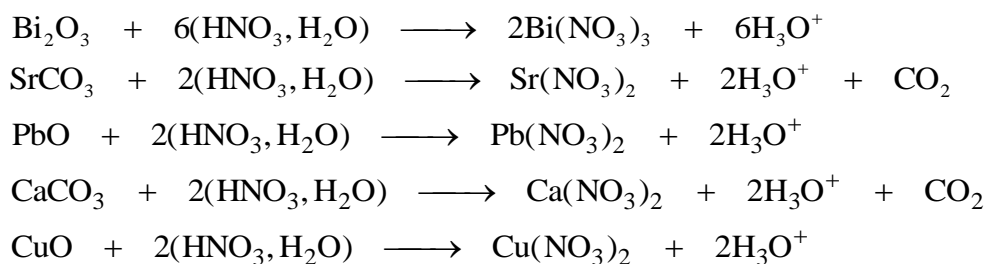 Bi₂O₃ + 6(HNO₃, H₂O) ⟶ 2Bi(NO₃)₃ + 6H₃O⁺
SrCO₃ + 2(HNO₃, H₂O) ⟶ Sr(NO₃)₂ + 2H₃O⁺ + CO₂
PbO + 2(HNO₃, H₂O) ⟶ Pb(NO₃)₂ + 2H₃O⁺
CaCO₃ + 2(HNO₃, H₂O) ⟶ Ca(NO₃)₂ + 2H₃O⁺ + CO₂
CuO + 2(HNO₃, H₂O) ⟶ Cu(NO₃)₂ + 2H₃O⁺